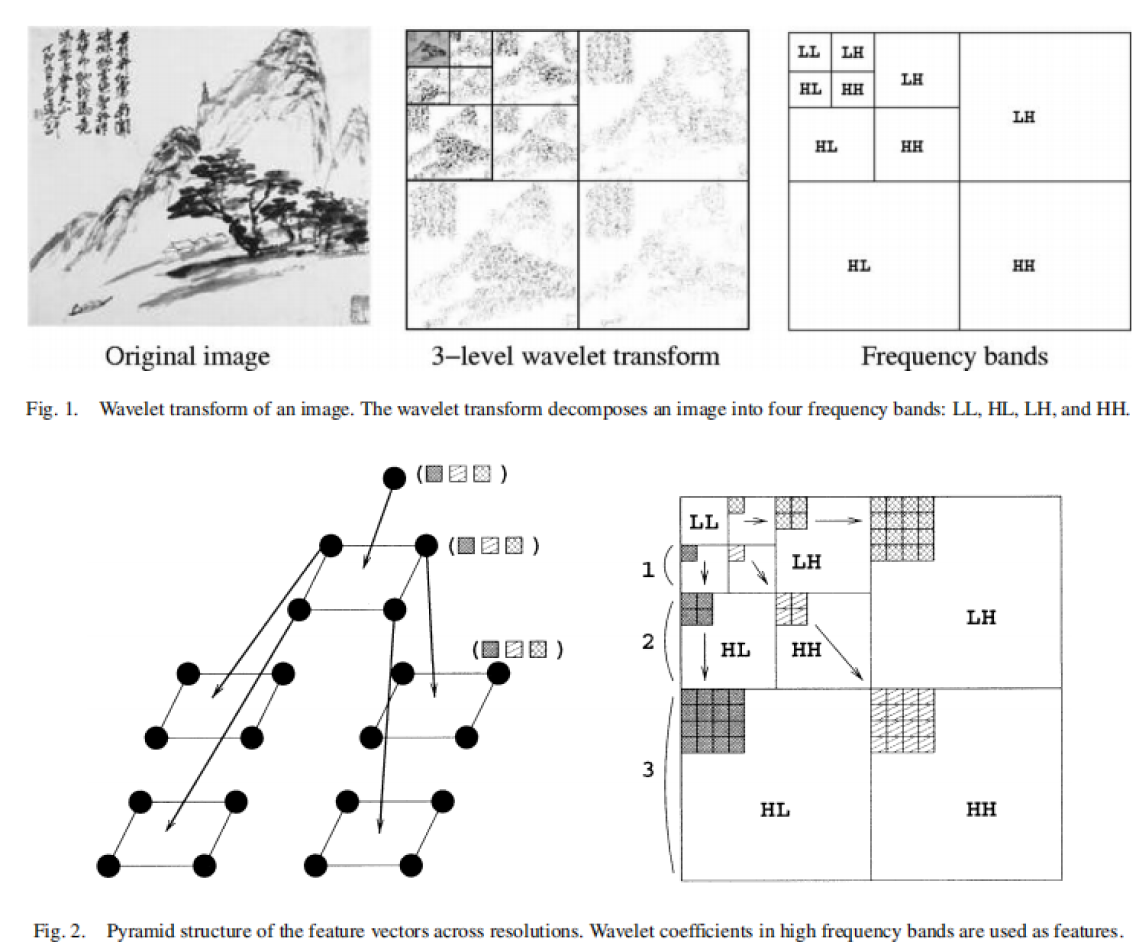 LL LH
LH
HL HH
LH
HL HH
HL HH
Original image
3−level wavelet transform
Frequency bands
Fig. 1. Wavelet transform of an image. The wavelet transform decomposes an image into four frequency bands: LL, HL, LH, and HH.
( )
( )
( )
LL
1
LH
2
HL HH
LH
3
HL HH
Fig. 2. Pyramid structure of the feature vectors across resolutions. Wavelet coefficients in high frequency bands are used as features.